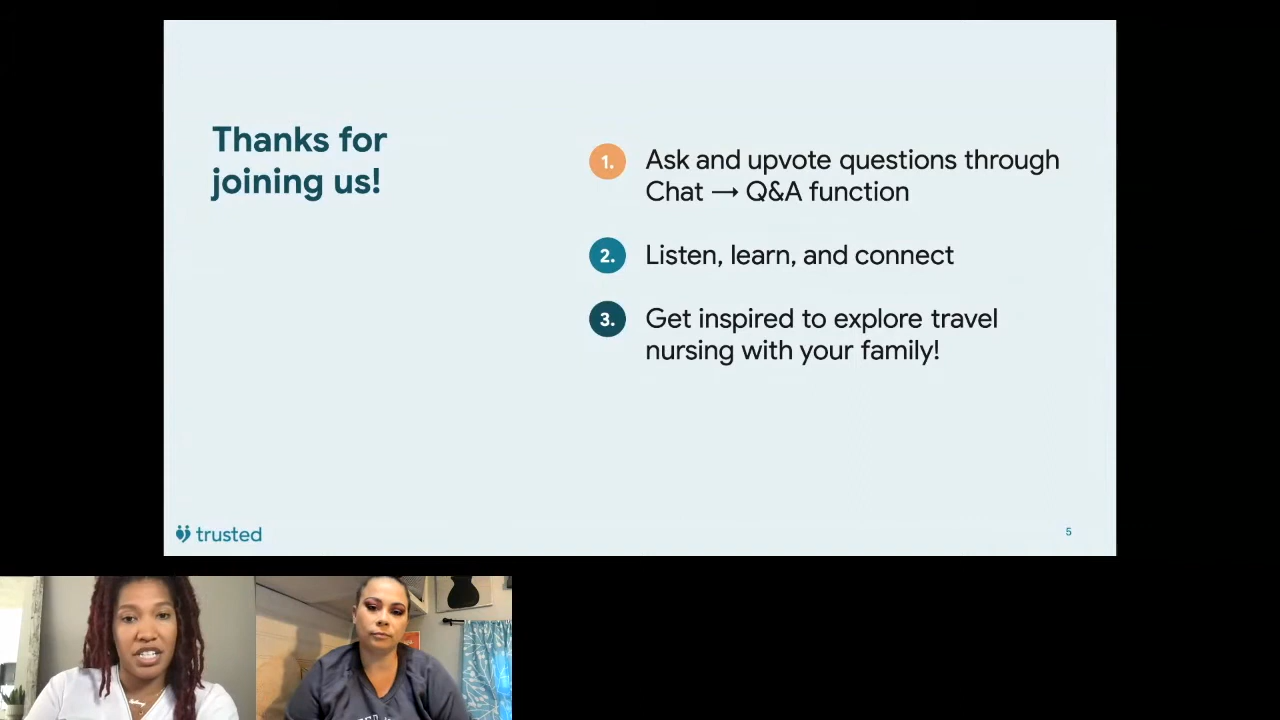 Thanks for
joining us!
1.
Ask and upvote questions through
Chat → Q&A function
2.
Listen, learn, and connect
3.
Get inspired to explore travel
nursing with your family!
trusted
5